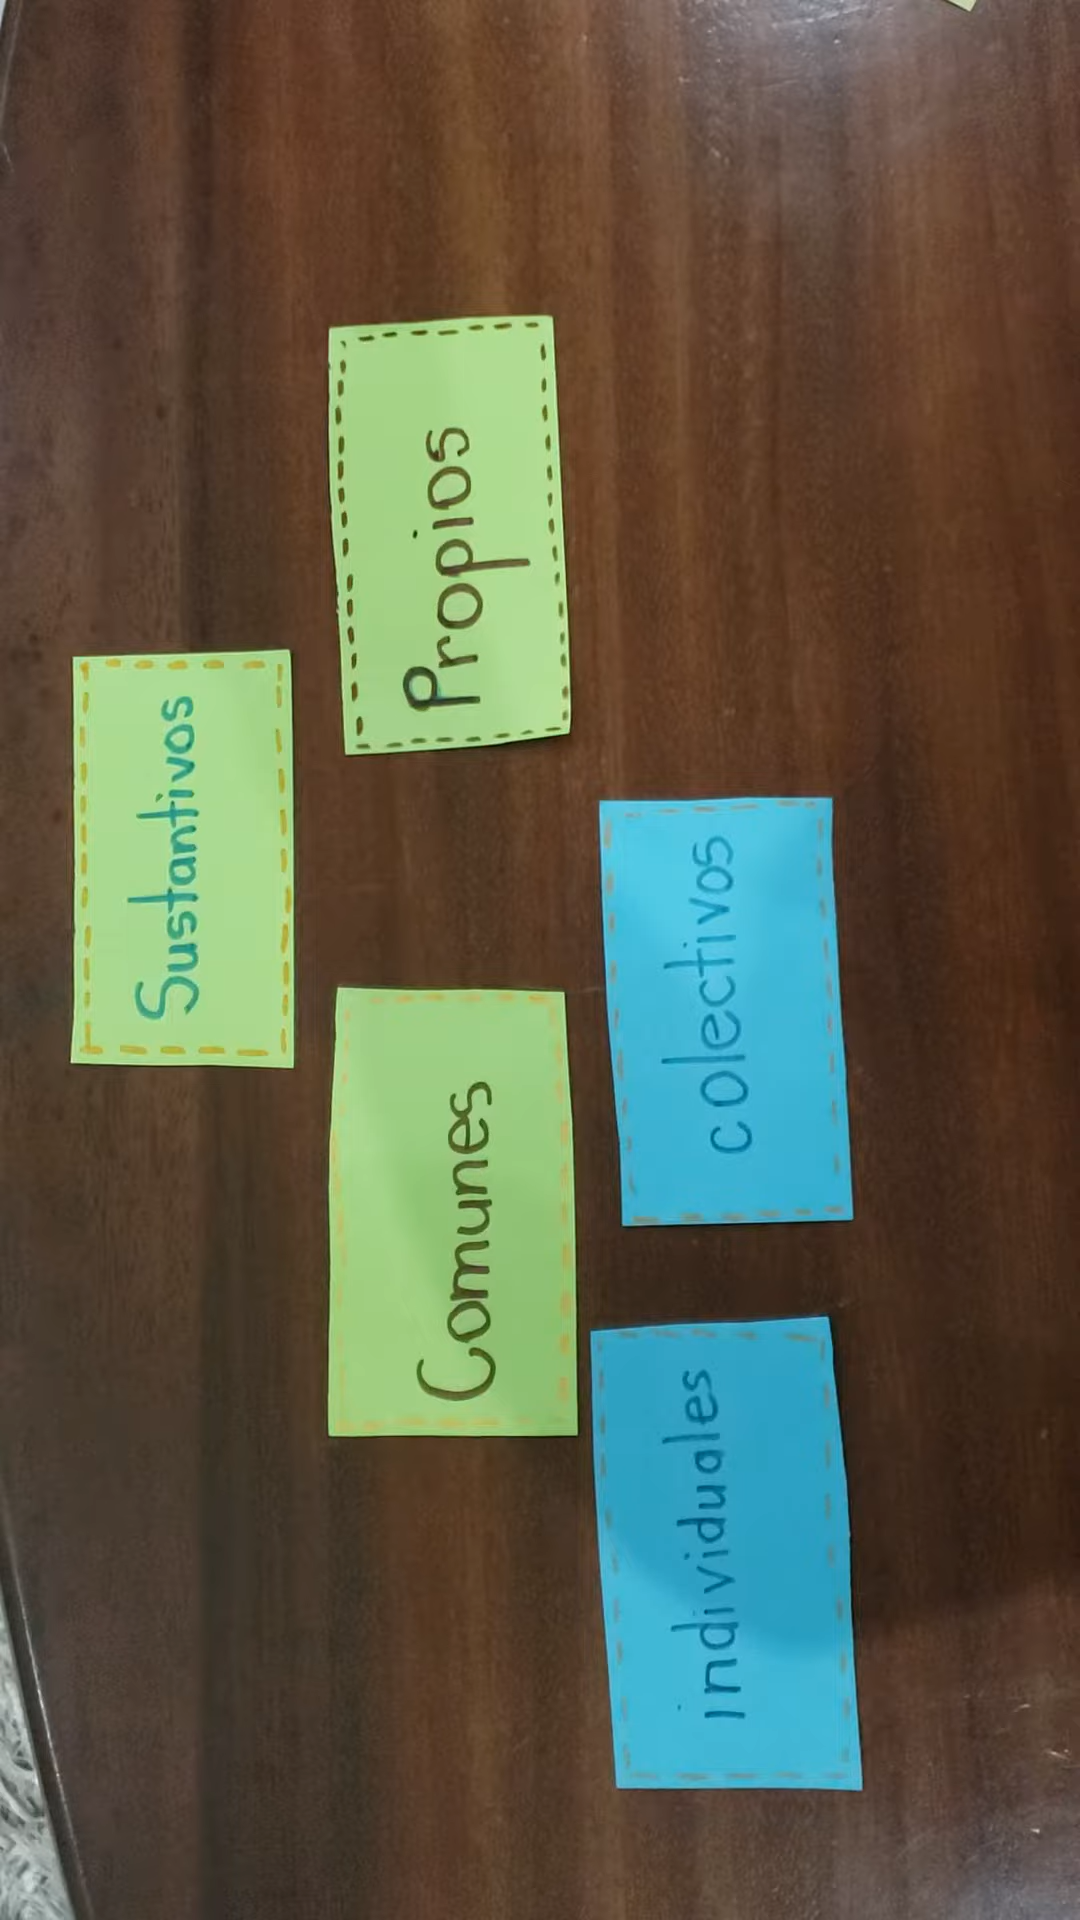 Sustantivos
Comunes
Propios
individuales
colectivos